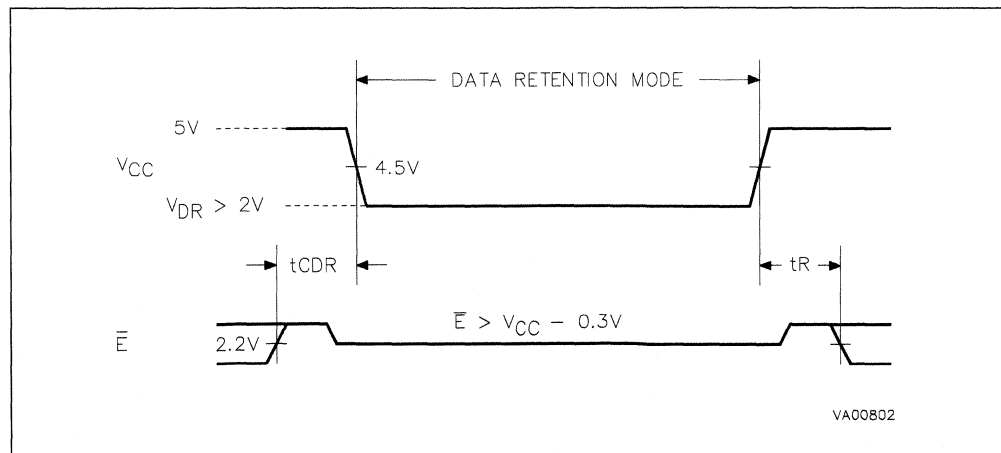 DATA RETENTION MODE
5V
VCC
4.5V
VDR > 2V
tCDR
tR
E̅ > VCC − 0.3V
E̅
2.2V
VA00802